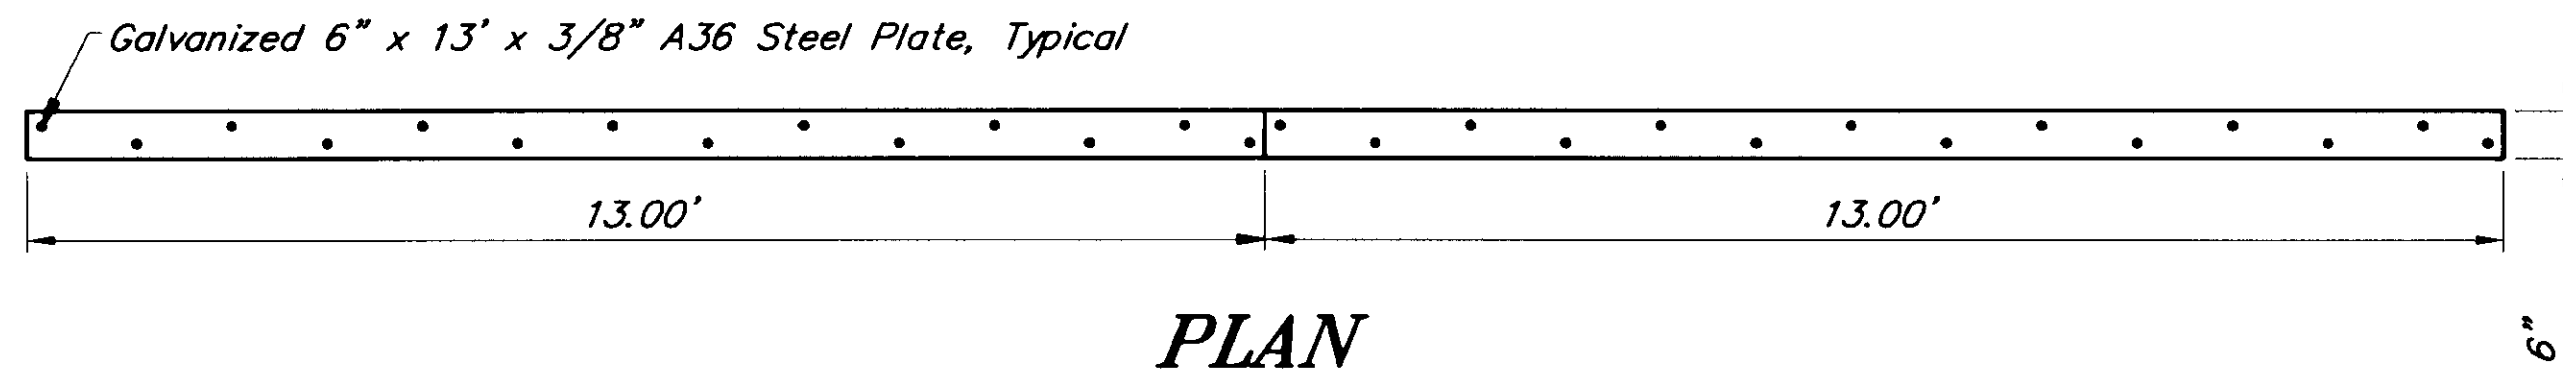 Galvanized 6" x 13' x 3/8" A36 Steel Plate, Typical
13.00'
13.00'
PLAN
6"